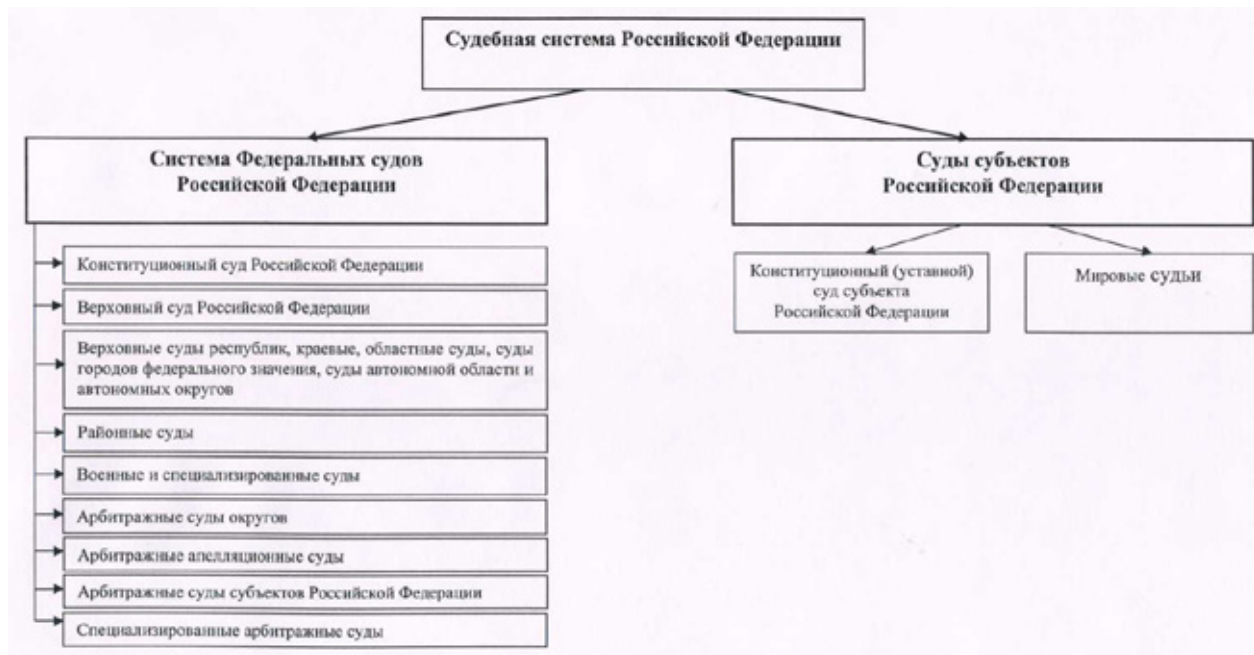 Судебная система Российской Федерации
Система Федеральных судов
Российской Федерации
Конституционный суд Российской Федерации
Верховный суд Российской Федерации
Верховные суды республик, краевые, областные суды, суды
городов федерального значения, суды автономной области и
автономных округов
Районные суды
Военные и специализированные суды
Арбитражные суды округов
Арбитражные апелляционные суды
Арбитражные суды субъектов Российской Федерации
Специализированные арбитражные суды
Суды субъектов
Российской Федерации
Конституционный (уставной)
суд субъекта
Российской Федерации
Мировые судьи